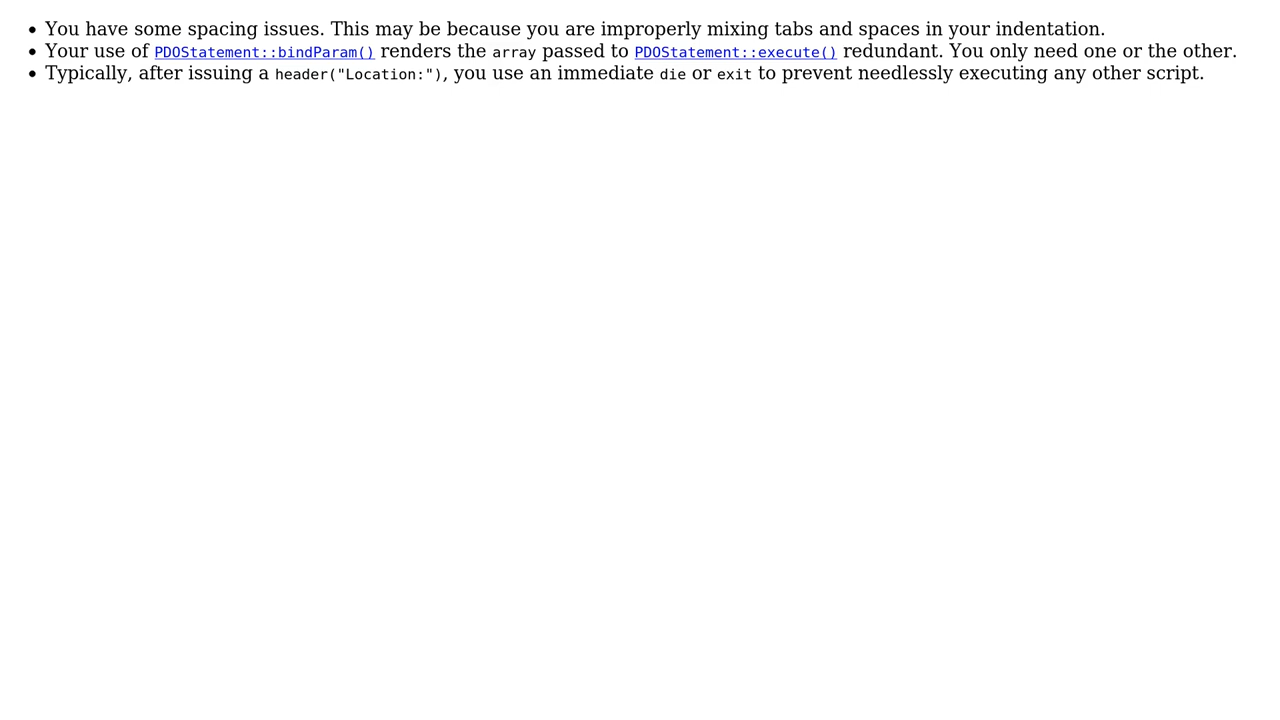 • You have some spacing issues. This may be because you are improperly mixing tabs and spaces in your indentation.
• Your use of PDOStatement::bindParam() renders the array passed to PDOStatement::execute() redundant. You only need one or the other.
• Typically, after issuing a header("Location:"), you use an immediate die or exit to prevent needlessly executing any other script.